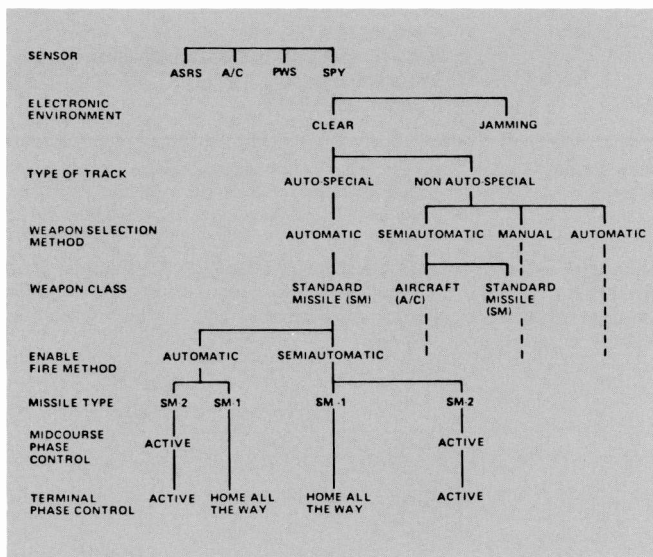 SENSOR
ASRS A/C PWS SPY
ELECTRONIC
ENVIRONMENT
CLEAR JAMMING
TYPE OF TRACK AUTO-SPECIAL NON AUTO-SPECIAL
WEAPON SELECTION
METHOD
AUTOMATIC SEMIAUTOMATIC MANUAL AUTOMATIC
WEAPON CLASS
STANDARD
MISSILE (SM)
AIRCRAFT
(A/C)
STANDARD
MISSILE
(SM)
ENABLE
FIRE METHOD
AUTOMATIC SEMIAUTOMATIC
MISSILE TYPE SM-2 SM-1 SM-1 SM-2
MIDCOURSE
PHASE
CONTROL
ACTIVE ACTIVE
TERMINAL
PHASE CONTROL
ACTIVE
HOME ALL
THE WAY
HOME ALL
THE WAY
ACTIVE